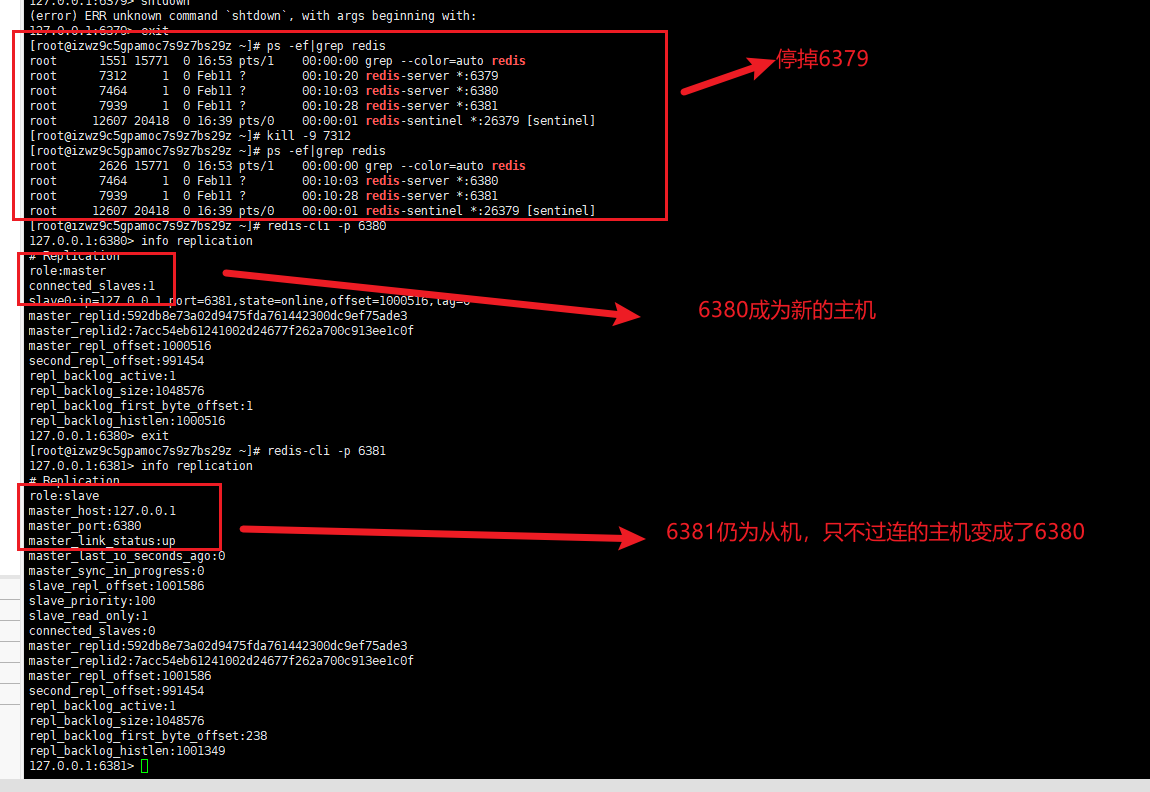 127.0.0.1:6379> shtdown
(error) ERR unknown command `shtdown`, with args beginning with:
127.0.0.1:6379> exit
[root@izwz9c5gpamoc7s9z7bs29z ~]# ps -ef|grep redis
root      1551 15771  0 16:53 pts/1    00:00:00 grep --color=auto redis
停掉6379
root      7312     1  0 Feb11 ?        00:10:20 redis-server *:6379
root      7464     1  0 Feb11 ?        00:10:03 redis-server *:6380
root      7939     1  0 Feb11 ?        00:10:28 redis-server *:6381
root     12607 20418  0 16:39 pts/0    00:00:01 redis-sentinel *:26379 [sentinel]
[root@izwz9c5gpamoc7s9z7bs29z ~]# kill -9 7312
[root@izwz9c5gpamoc7s9z7bs29z ~]# ps -ef|grep redis
root      2626 15771  0 16:53 pts/1    00:00:00 grep --color=auto redis
root      7464     1  0 Feb11 ?        00:10:03 redis-server *:6380
root      7939     1  0 Feb11 ?        00:10:28 redis-server *:6381
root     12607 20418  0 16:39 pts/0    00:00:01 redis-sentinel *:26379 [sentinel]
[root@izwz9c5gpamoc7s9z7bs29z ~]# redis-cli -p 6380
127.0.0.1:6380> info replication
# Replication
role:master
connected_slaves:1
slave0:ip=127.0.0.1,port=6381,state=online,offset=1000516,lag=0
6380成为新的主机
master_replid:592db8e73a02d9475fda761442300dc9ef75ade3
master_replid2:7acc54eb61241002d24677f262a700c913ee1c0f
master_repl_offset:1000516
second_repl_offset:991454
repl_backlog_active:1
repl_backlog_size:1048576
repl_backlog_first_byte_offset:1
repl_backlog_histlen:1000516
127.0.0.1:6380> exit
[root@izwz9c5gpamoc7s9z7bs29z ~]# redis-cli -p 6381
127.0.0.1:6381> info replication
# Replication
role:slave
master_host:127.0.0.1
master_port:6380
6381仍为从机，只不过连的主机变成了6380
master_link_status:up
master_last_io_seconds_ago:0
master_sync_in_progress:0
slave_repl_offset:1001586
slave_priority:100
slave_read_only:1
connected_slaves:0
master_replid:592db8e73a02d9475fda761442300dc9ef75ade3
master_replid2:7acc54eb61241002d24677f262a700c913ee1c0f
master_repl_offset:1001586
second_repl_offset:991454
repl_backlog_active:1
repl_backlog_size:1048576
repl_backlog_first_byte_offset:238
repl_backlog_histlen:1001349
127.0.0.1:6381>